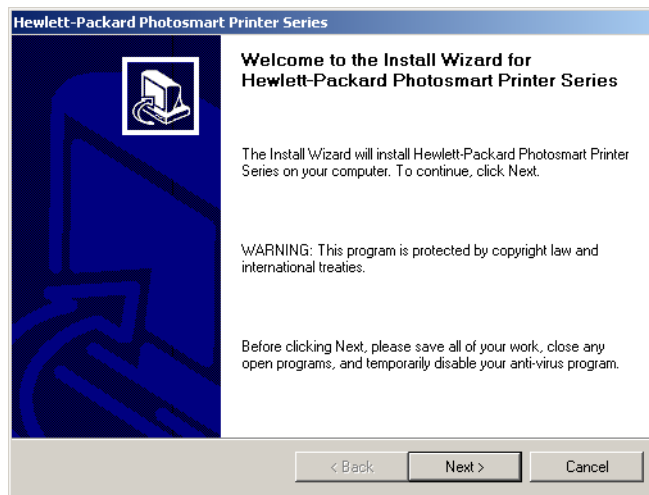 Hewlett-Packard Photosmart Printer Series
Welcome to the Install Wizard for
Hewlett-Packard Photosmart Printer Series
The Install Wizard will install Hewlett-Packard Photosmart Printer
Series on your computer. To continue, click Next.
WARNING: This program is protected by copyright law and
international treaties.
Before clicking Next, please save all of your work, close any
open programs, and temporarily disable your anti-virus program.
< Back
Next >
Cancel